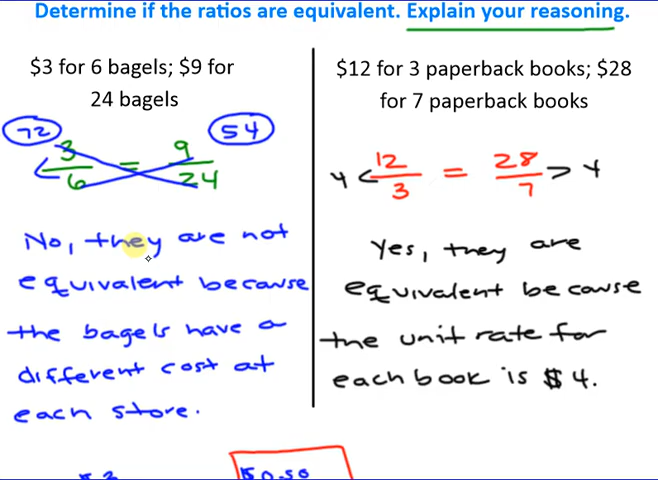 Determine if the ratios are equivalent. Explain your reasoning.
$3 for 6 bagels; $9 for
24 bagels
72 54
3/6 = 9/24
No, they are not
equivalent because
the bagels have a
different cost at
each store.
$12 for 3 paperback books; $28
for 7 paperback books
4 < 12/3 = 28/7 > 4
Yes, they are
equivalent because
the unit rate for
each book is $4.
$3
$0.50